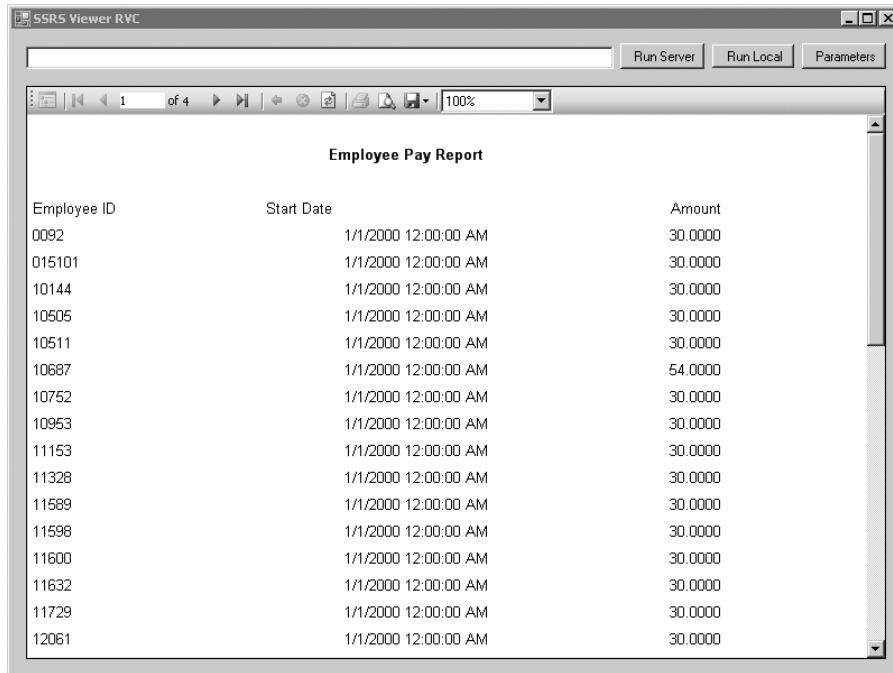 SSRS Viewer RVC
Run Server Run Local Parameters
1 of 4 100%
Employee Pay Report
Employee ID Start Date Amount
0092 1/1/2000 12:00:00 AM 30.0000
015101 1/1/2000 12:00:00 AM 30.0000
10144 1/1/2000 12:00:00 AM 30.0000
10505 1/1/2000 12:00:00 AM 30.0000
10511 1/1/2000 12:00:00 AM 30.0000
10687 1/1/2000 12:00:00 AM 54.0000
10752 1/1/2000 12:00:00 AM 30.0000
10953 1/1/2000 12:00:00 AM 30.0000
11153 1/1/2000 12:00:00 AM 30.0000
11328 1/1/2000 12:00:00 AM 30.0000
11589 1/1/2000 12:00:00 AM 30.0000
11598 1/1/2000 12:00:00 AM 30.0000
11600 1/1/2000 12:00:00 AM 30.0000
11632 1/1/2000 12:00:00 AM 30.0000
11729 1/1/2000 12:00:00 AM 30.0000
12061 1/1/2000 12:00:00 AM 30.0000